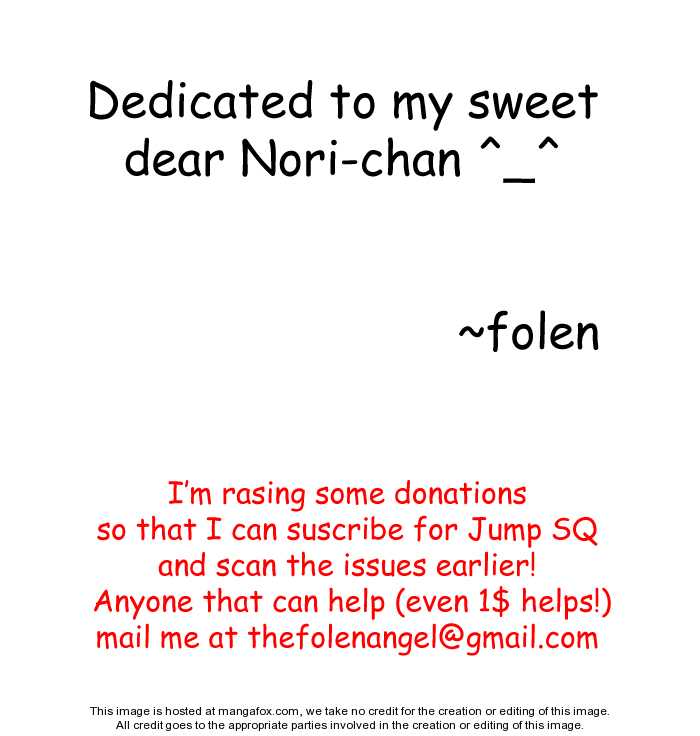 Dedicated to my sweet
dear Nori-chan ^_^
~folen
I'm rasing some donations
so that I can suscribe for Jump SQ
and scan the issues earlier!
Anyone that can help (even 1$ helps!)
mail me at thefolenangel@gmail.com
This image is hosted at mangafox.com, we take no credit for the creation or editing of this image.
All credit goes to the appropriate parties involved in the creation or editing of this image.